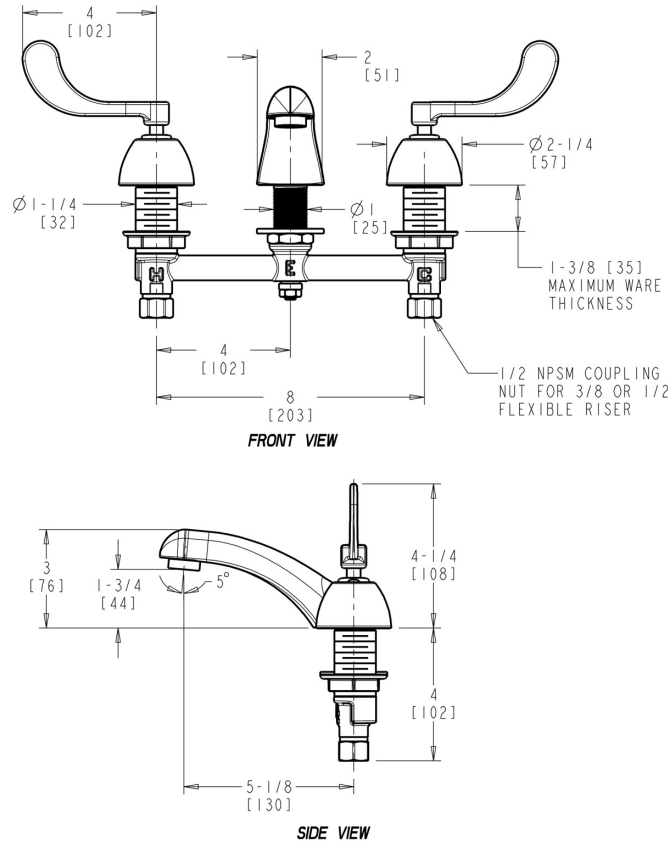 4
[102]
2
[51]
Ø2-1/4
[57]
Ø1-1/4
[32]
Ø1
[25]
1-3/8 [35]
MAXIMUM WARE
THICKNESS
H
E
C
4
[102]
1/2 NPSM COUPLING
NUT FOR 3/8 OR 1/2
FLEXIBLE RISER
8
[203]
FRONT VIEW
3
[76]
1-3/4
[44]
5°
4-1/4
[108]
4
[102]
5-1/8
[130]
SIDE VIEW